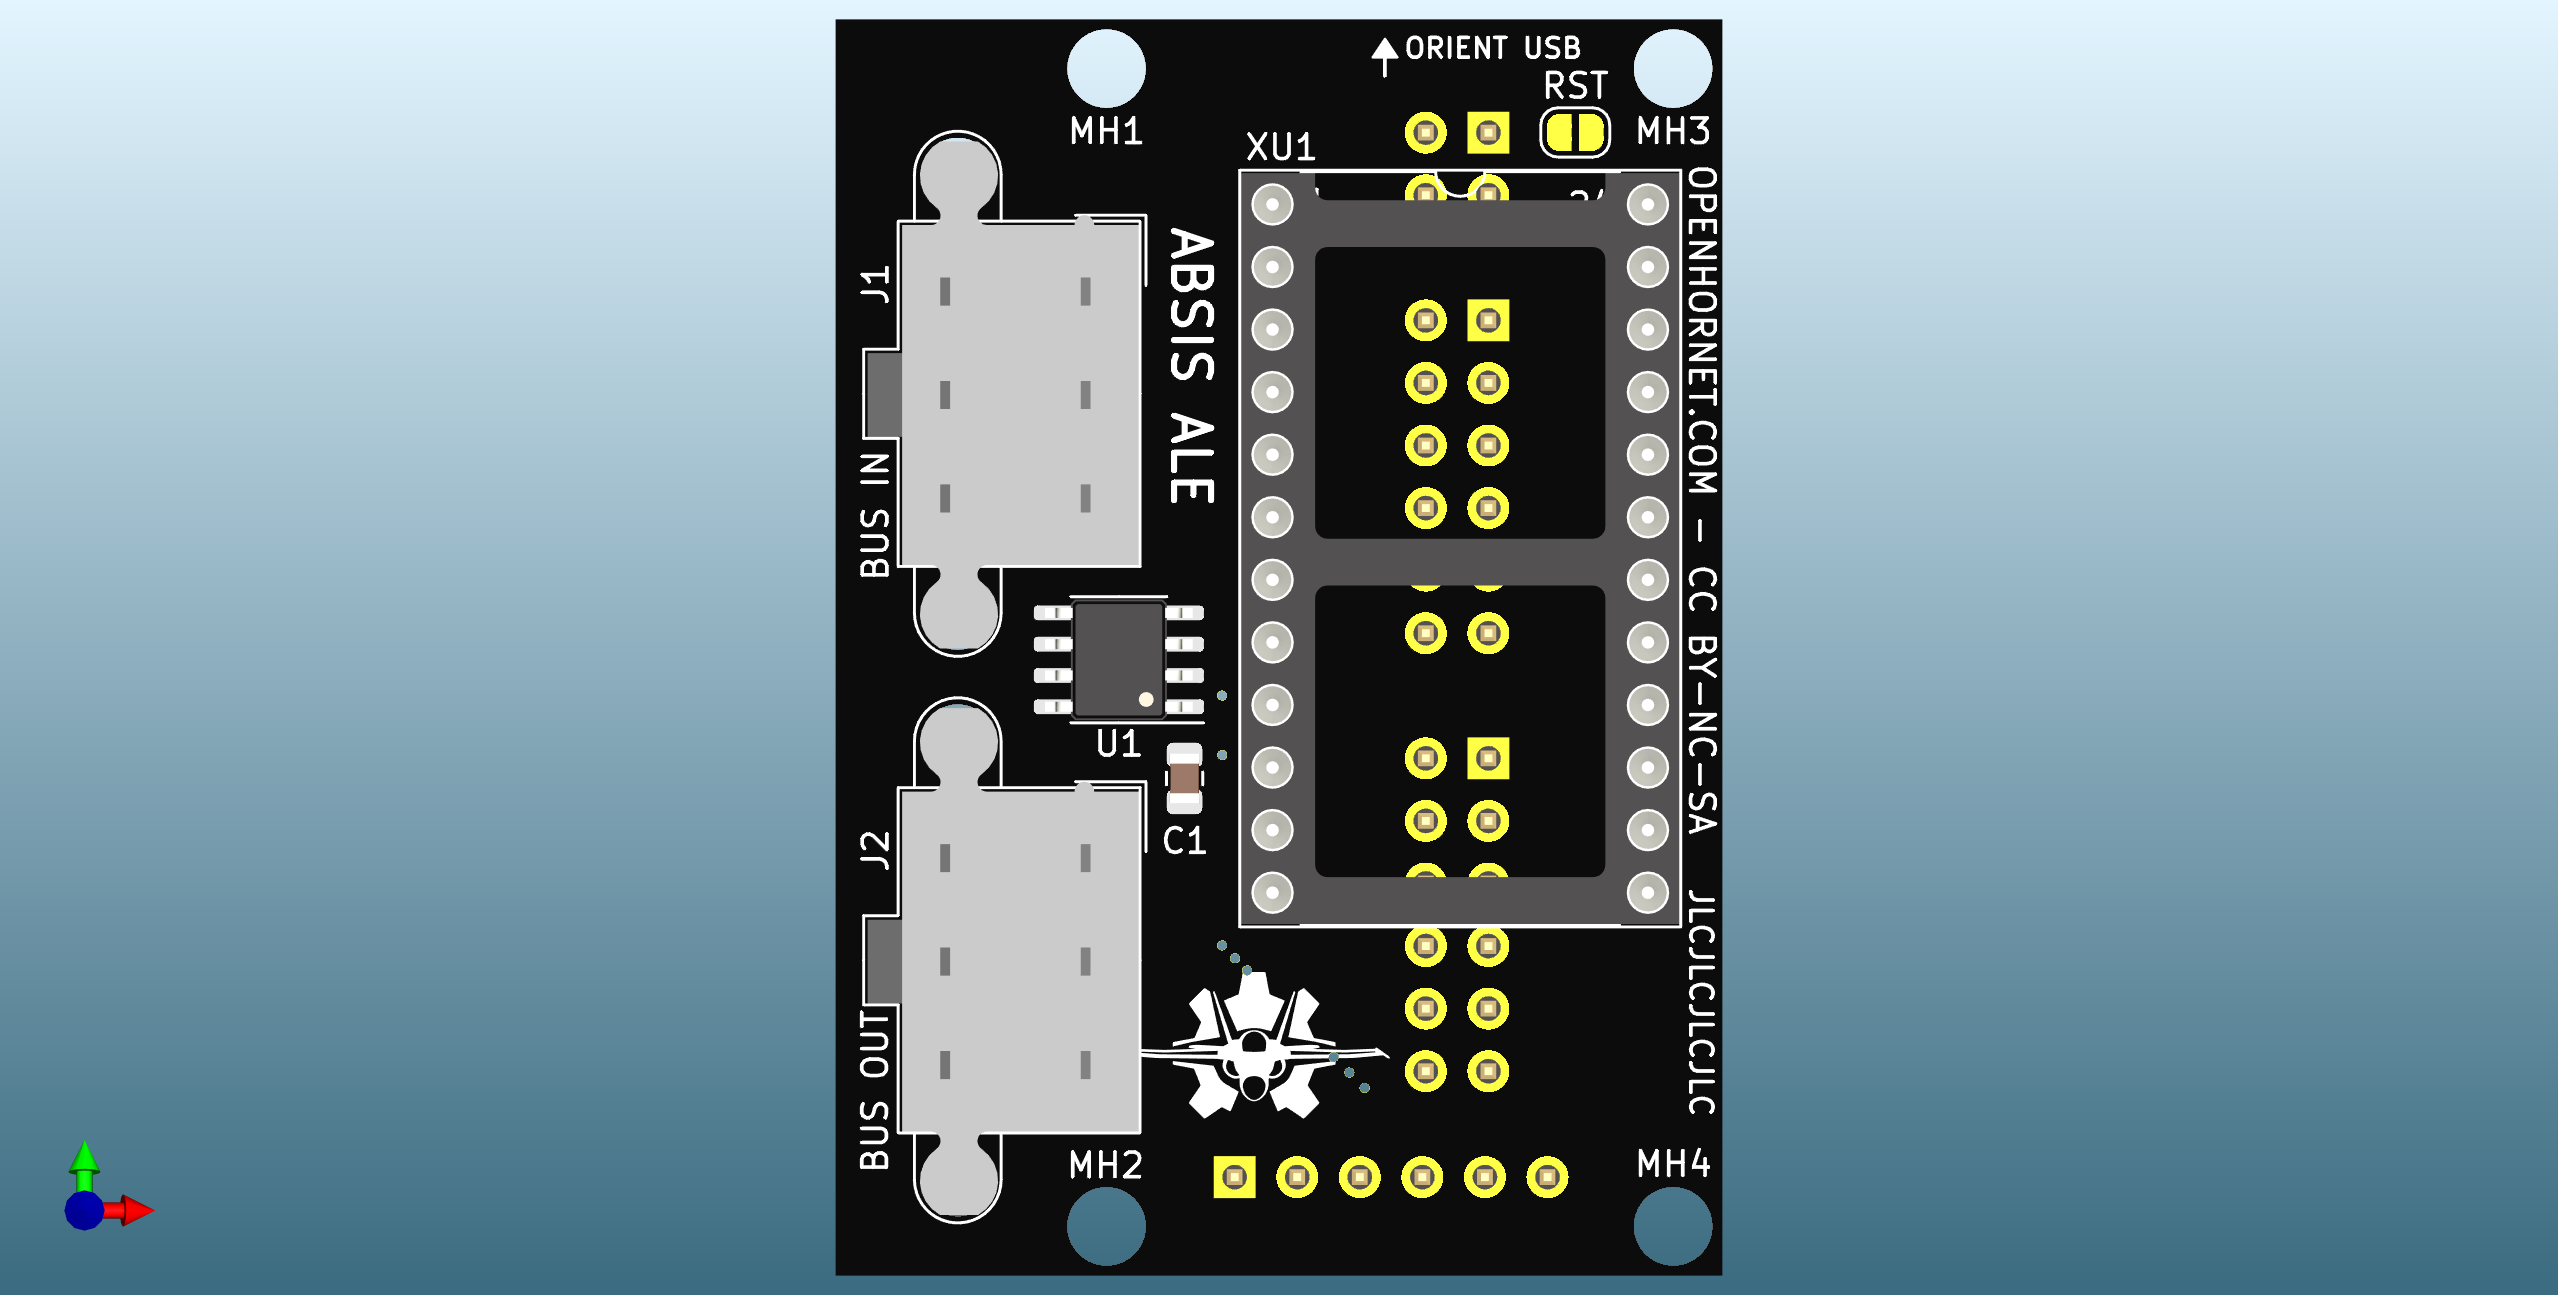 ORIENT USB
RST
MH1
MH3
XU1
J1
BUS IN
ABSIS ALE
OPENHORNET.COM - CC BY-NC-SA
JLCJLCJLCJLC
U1
C1
J2
BUS OUT
MH2
MH4